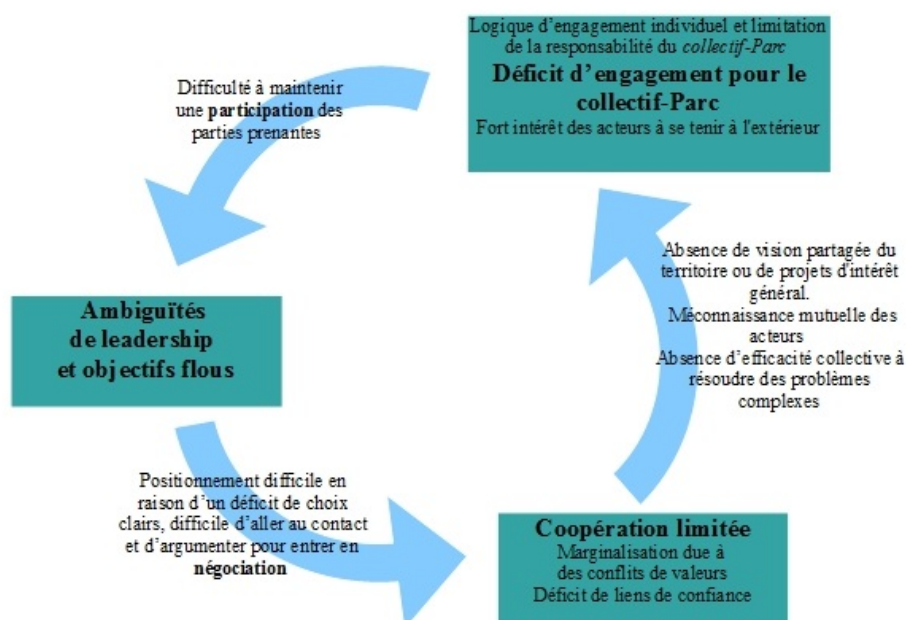 Logique d'engagement individuel et limitation
de la responsabilité du collectif-Parc
Déficit d'engagement pour le
collectif-Parc
Fort intérêt des acteurs à se tenir à l'extérieur
Difficulté à maintenir
une participation des
parties prenantes
Absence de vision partagée du
territoire ou de projets d'intérêt
général.
Méconnaissance mutuelle des
acteurs
Absence d'efficacité collective à
résoudre des problèmes
complexes
Ambiguïtés
de leadership
et objectifs flous
Positionnement difficile en
raison d'un déficit de choix
clairs, difficile d'aller au contact
et d'argumenter pour entrer en
négociation
Coopération limitée
Marginalisation due à
des conflits de valeurs
Déficit de liens de confiance